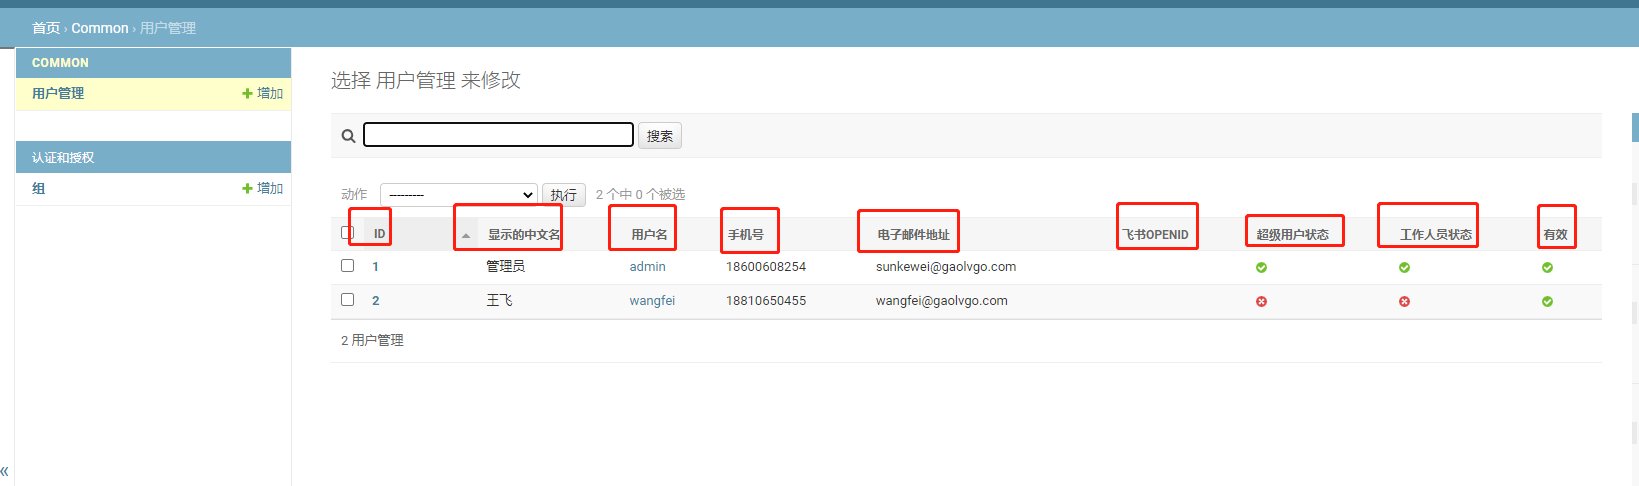 首页 › Common › 用户管理
COMMON
用户管理 增加
认证和授权
组 增加
选择 用户管理 来修改
搜索
动作 --------- 执行 2 个中 0 个被选
ID 显示的中文名 用户名 手机号 电子邮件地址 飞书OPENID 超级用户状态 工作人员状态 有效
1 管理员 admin 18600608254 sunkewei@gaolvgo.com
2 王飞 wangfei 18810650455 wangfei@gaolvgo.com
2 用户管理
«